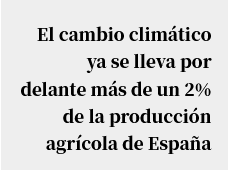 El cambio climático
ya se lleva por
delante más de un 2%
de la producción
agrícola de España